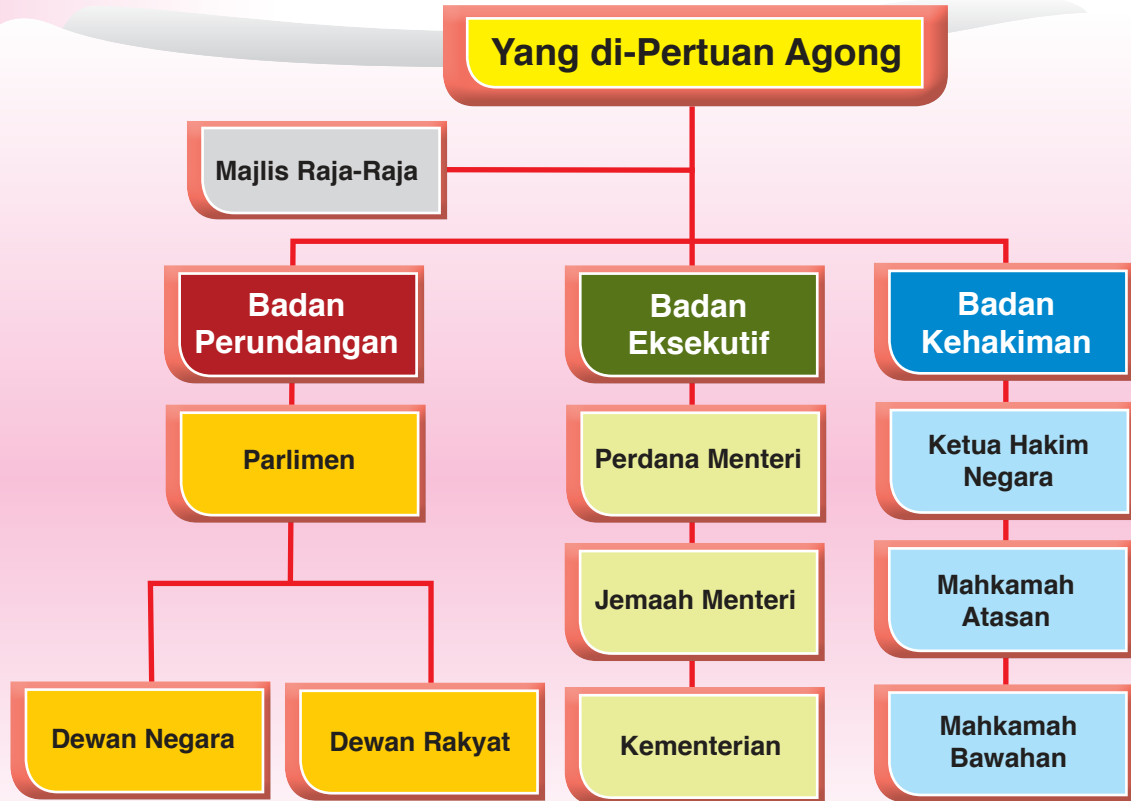 Yang di-Pertuan Agong
Majlis Raja-Raja
Badan
Perundangan
Badan
Eksekutif
Badan
Kehakiman
Parlimen
Perdana Menteri
Ketua Hakim
Negara
Jemaah Menteri
Mahkamah
Atasan
Dewan Negara
Dewan Rakyat
Kementerian
Mahkamah
Bawahan